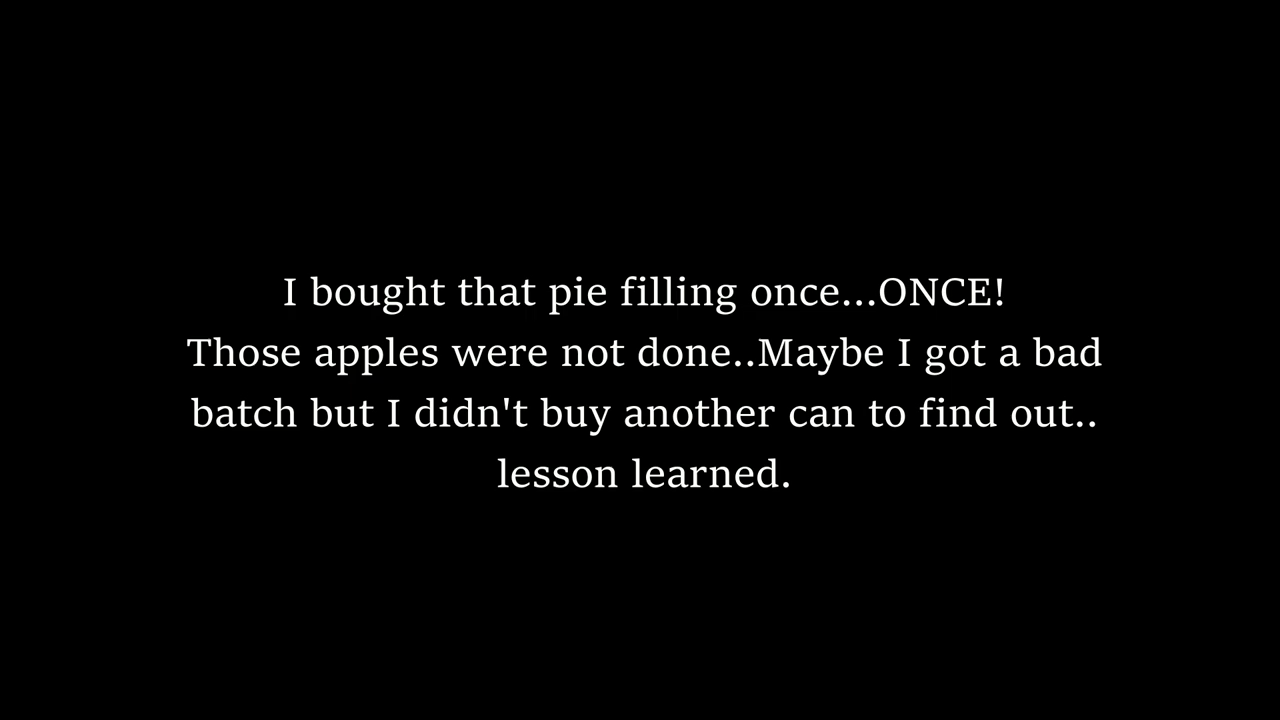 I bought that pie filling once...ONCE!
Those apples were not done..Maybe I got a bad
batch but I didn't buy another can to find out..
lesson learned.